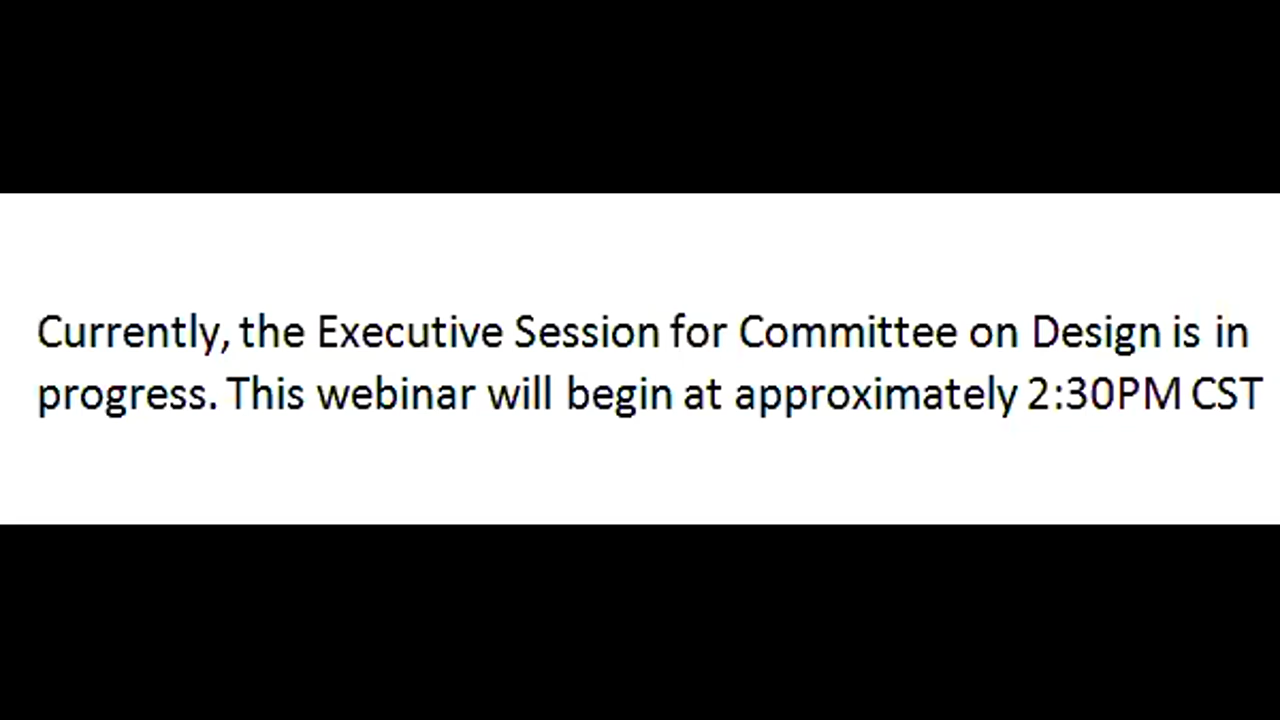 Currently, the Executive Session for Committee on Design is in
progress. This webinar will begin at approximately 2:30PM CST